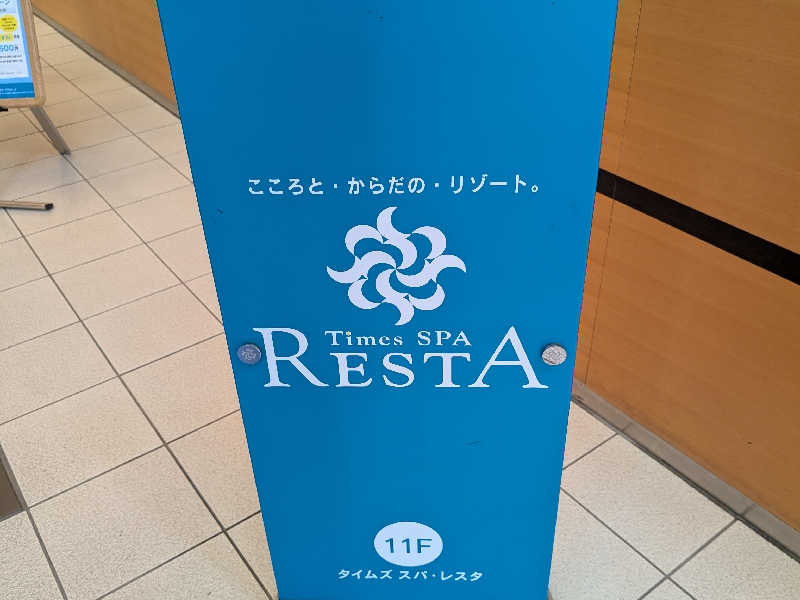 こころと・からだの・リゾート。
Times SPA
RESTA
11F
タイムズ スパ・レスタ